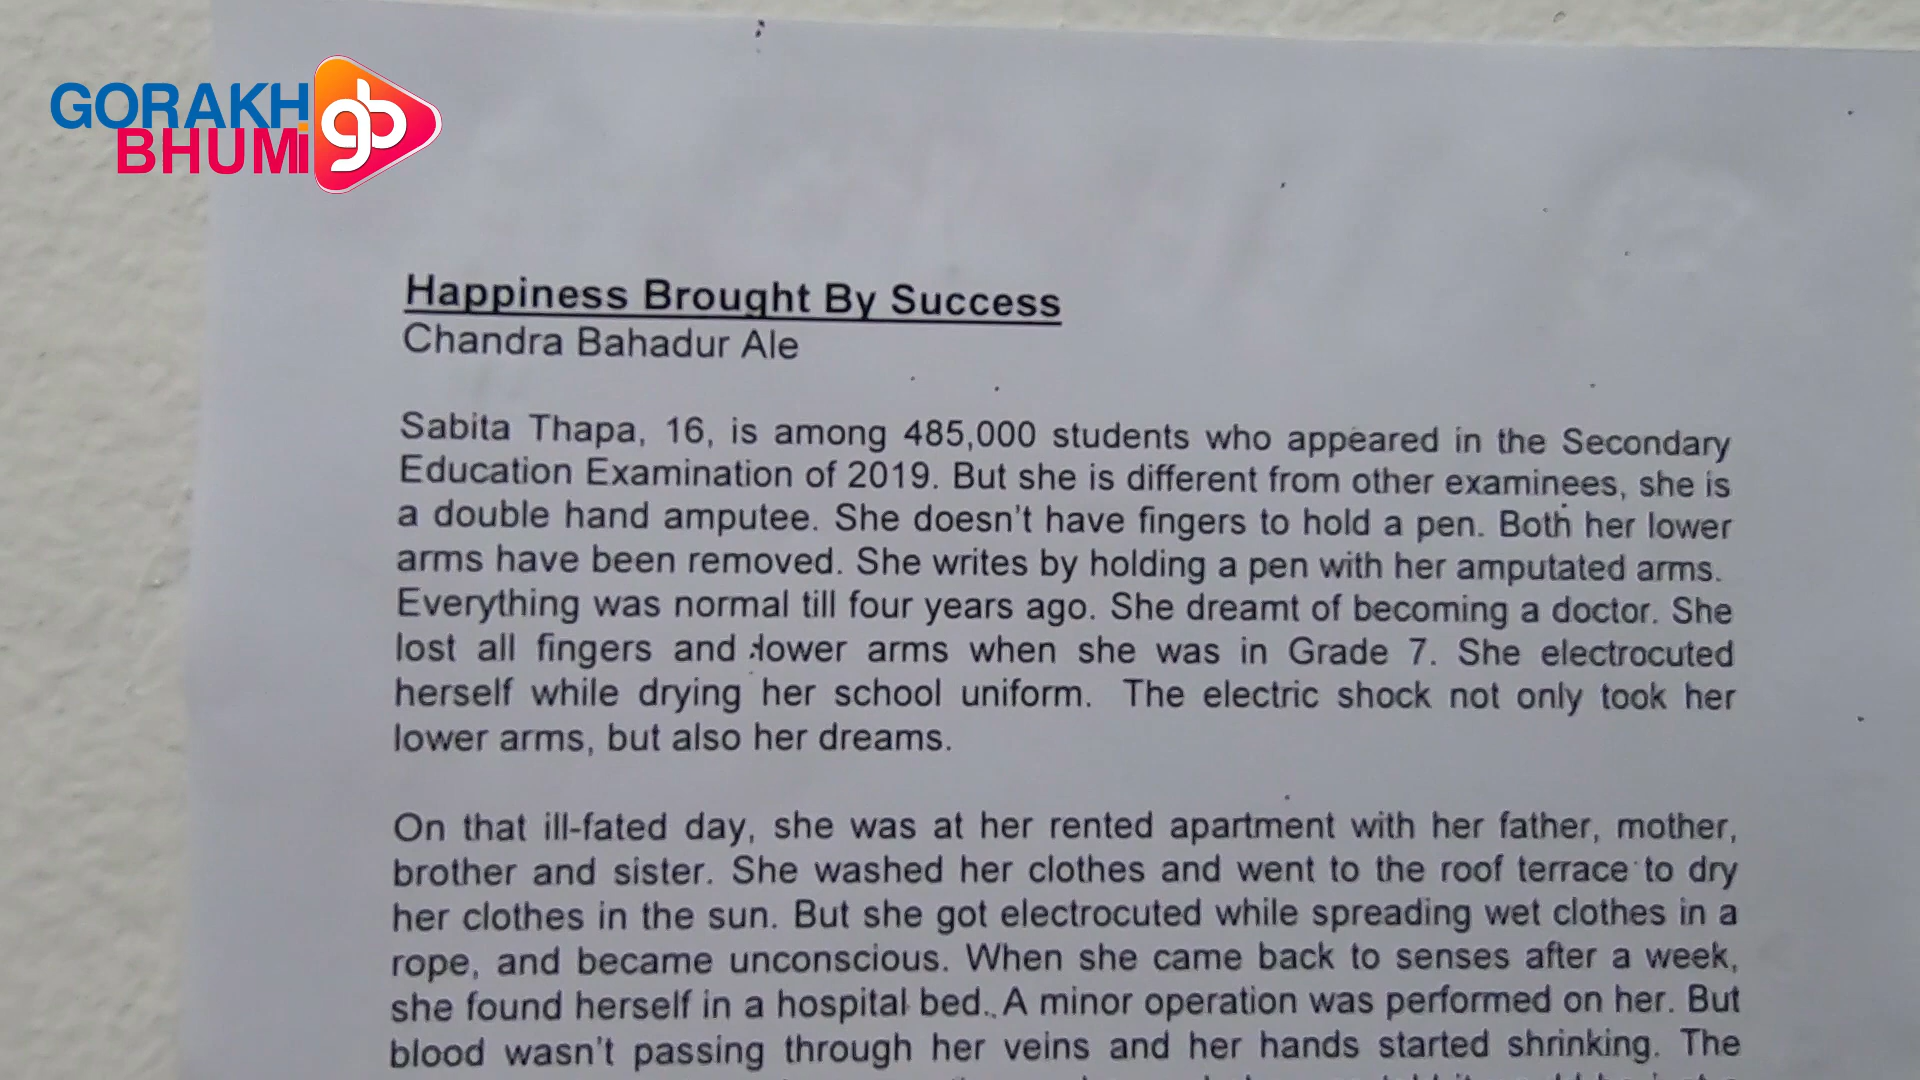 GORAKH
BHUMI
gb
Happiness Brought By Success
Chandra Bahadur Ale
Sabita Thapa, 16, is among 485,000 students who appeared in the Secondary
Education Examination of 2019. But she is different from other examinees, she is
a double hand amputee. She doesn't have fingers to hold a pen. Both her lower
arms have been removed. She writes by holding a pen with her amputated arms.
Everything was normal till four years ago. She dreamt of becoming a doctor. She
lost all fingers and lower arms when she was in Grade 7. She electrocuted
herself while drying her school uniform. The electric shock not only took her
lower arms, but also her dreams.
On that ill-fated day, she was at her rented apartment with her father, mother,
brother and sister. She washed her clothes and went to the roof terrace to dry
her clothes in the sun. But she got electrocuted while spreading wet clothes in a
rope, and became unconscious. When she came back to senses after a week,
she found herself in a hospital bed. A minor operation was performed on her. But
blood wasn't passing through her veins and her hands started shrinking. The